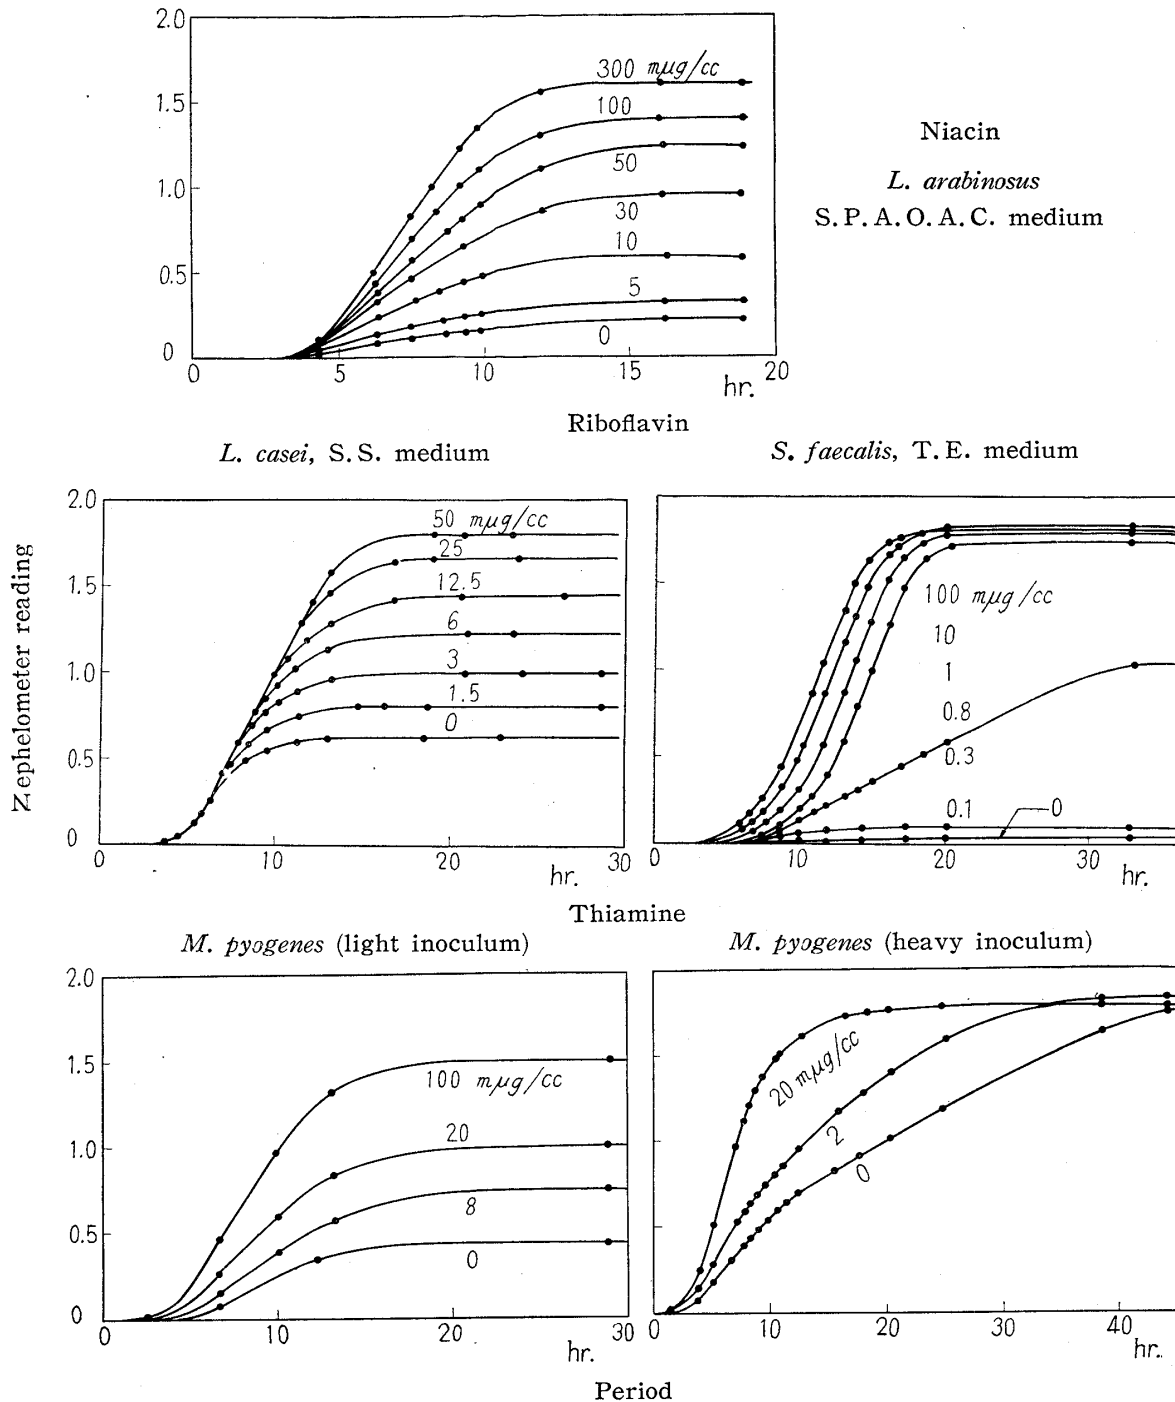 2.0
1.5
1.0
0.5
0
300 mµg/cc
100
50
30
10
5
0
0 5 10 15 20
hr.
Niacin
L. arabinosus
S.P.A.O.A.C. medium
Riboflavin
L. casei, S.S. medium
S. faecalis, T.E. medium
Zephelometer reading
2.0
1.5
1.0
0.5
0
50 mµg/cc
25
12.5
6
3
1.5
0
0 10 20 30
hr.
100 mµg/cc
10
1
0.8
0.3
0.1
0
0 10 20 30
hr.
Thiamine
M. pyogenes (light inoculum)
M. pyogenes (heavy inoculum)
2.0
1.5
1.0
0.5
0
100 mµg/cc
20
8
0
0 10 20 30
hr.
20 mµg/cc
2
0
0 10 20 30 40
hr.
Period